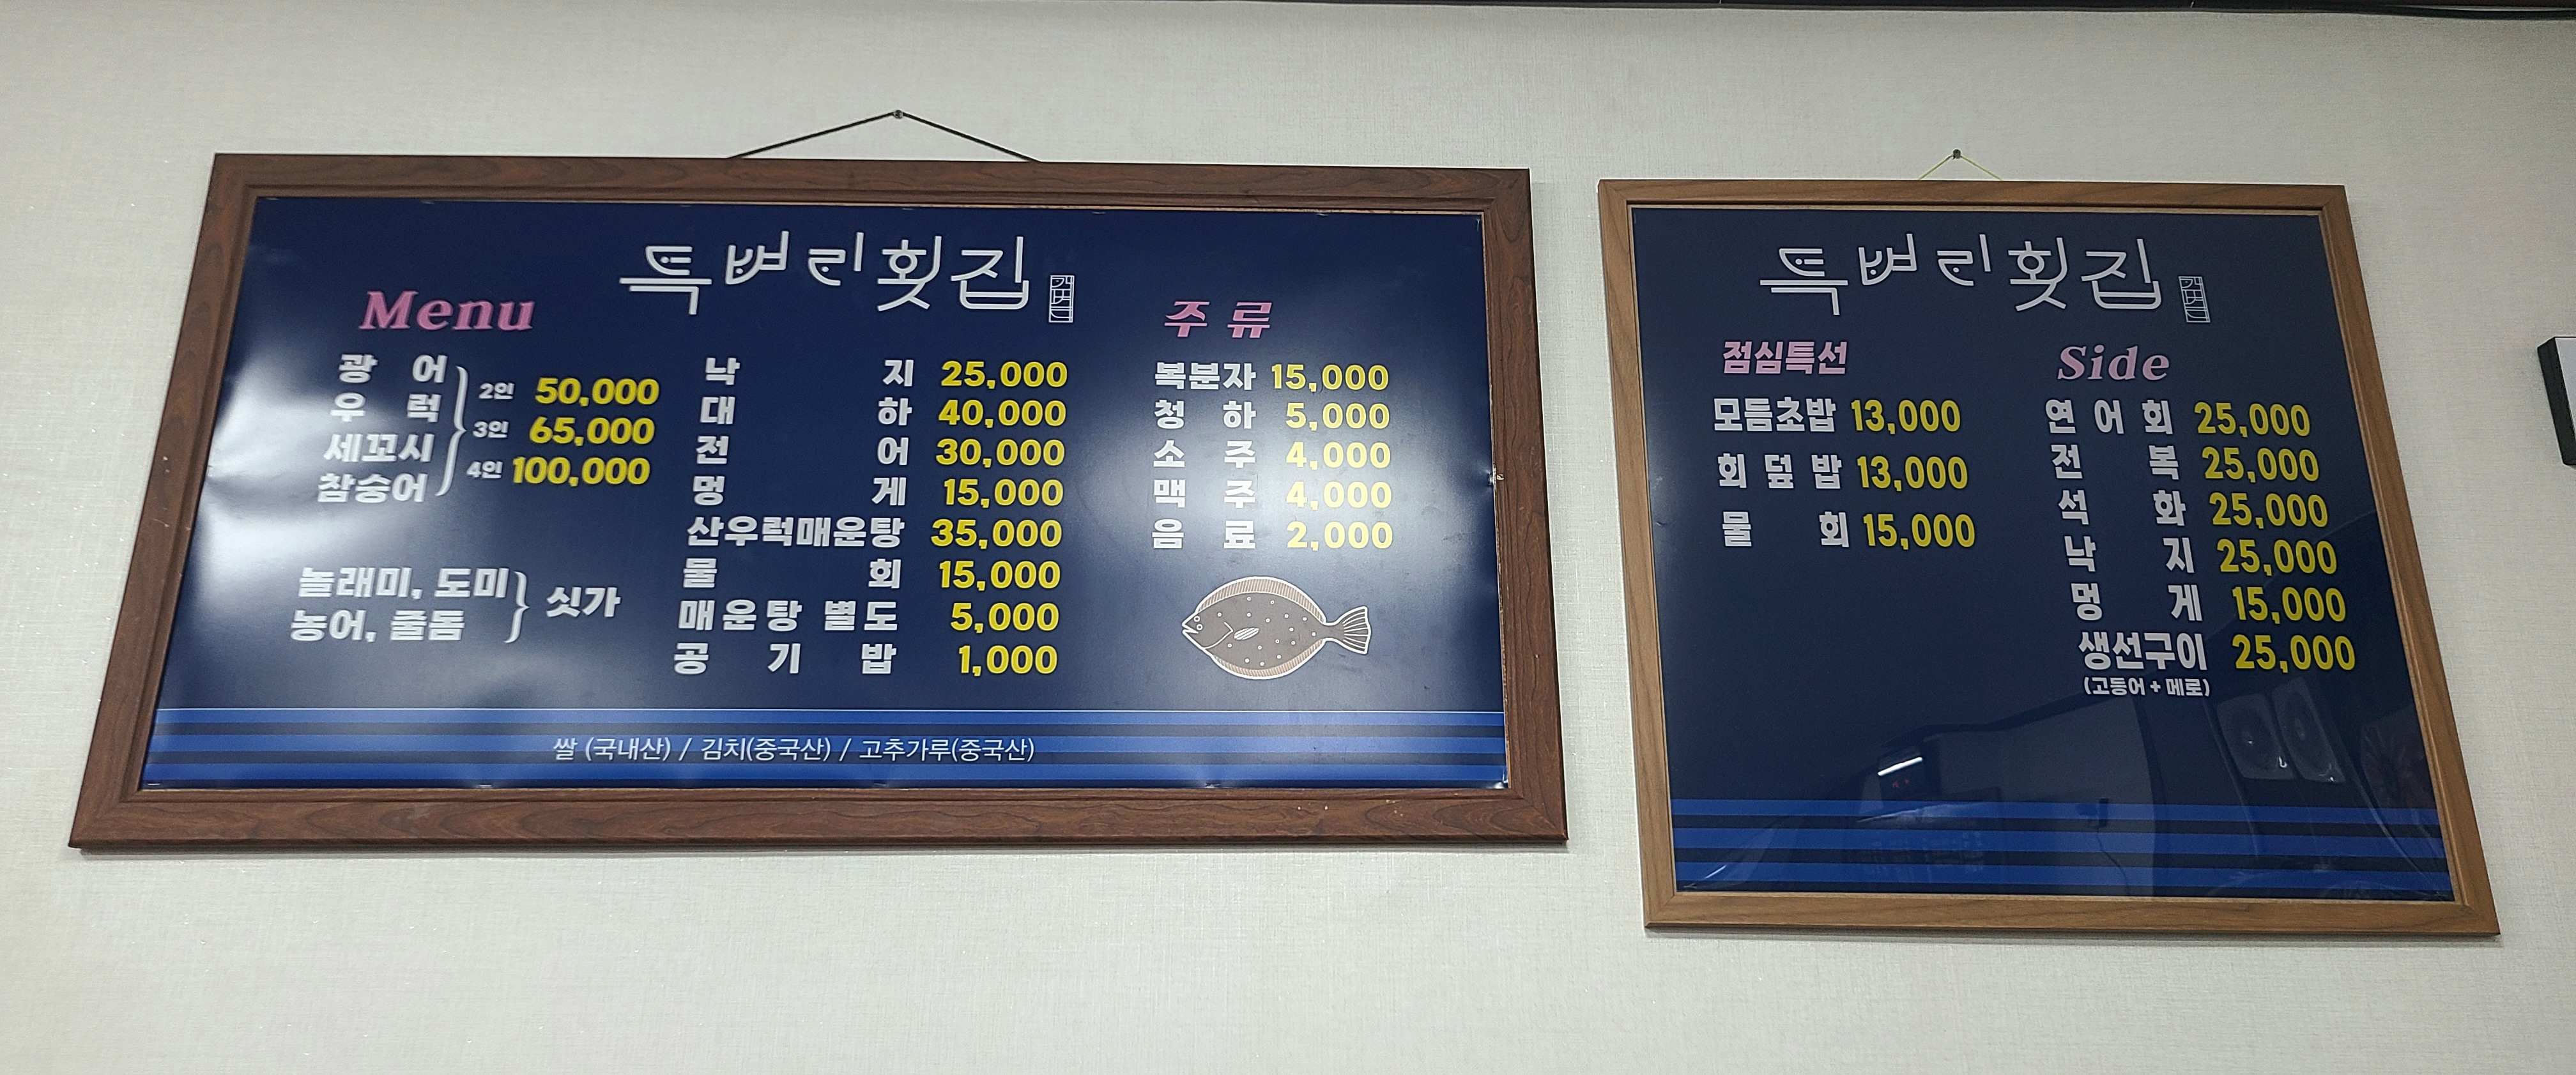 특버리횟집
Menu
광어
우럭
세꼬시
참숭어
2인 50,000
3인 65,000
4인 100,000
놀래미, 도미
농어, 줄돔
싯가
낙지 25,000
대하 40,000
전어 30,000
멍게 15,000
산우럭매운탕 35,000
물회 15,000
매운탕 별도 5,000
공기밥 1,000
주류
복분자 15,000
청하 5,000
소주 4,000
맥주 4,000
음료 2,000
쌀 (국내산) / 김치(중국산) / 고추가루(중국산)
특버리횟집
점심특선
모듬초밥 13,000
회덮밥 13,000
물회 15,000
Side
연어회 25,000
전복 25,000
석화 25,000
낙지 25,000
멍게 15,000
생선구이 25,000
(고등어 + 메로)